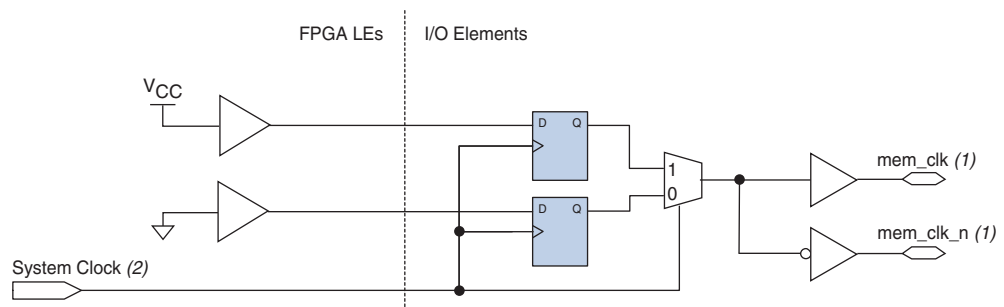 FPGA LEs
I/O Elements
VCC
D Q
1
0
mem_clk (1)
D Q
mem_clk_n (1)
System Clock (2)